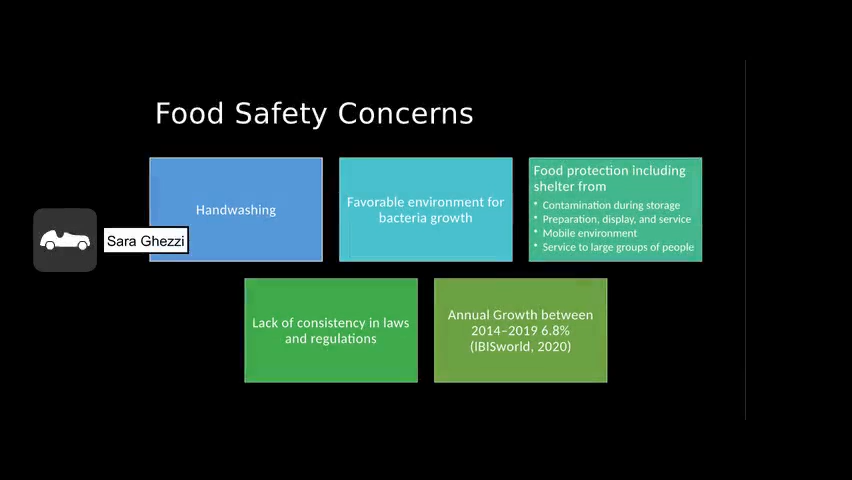 Food Safety Concerns
Handwashing
Favorable environment for
bacteria growth
Food protection including
shelter from
• Contamination during storage
• Preparation, display, and service
• Mobile environment
• Service to large groups of people
Sara Ghezzi
Lack of consistency in laws
and regulations
Annual Growth between
2014–2019 6.8%
(IBISworld, 2020)